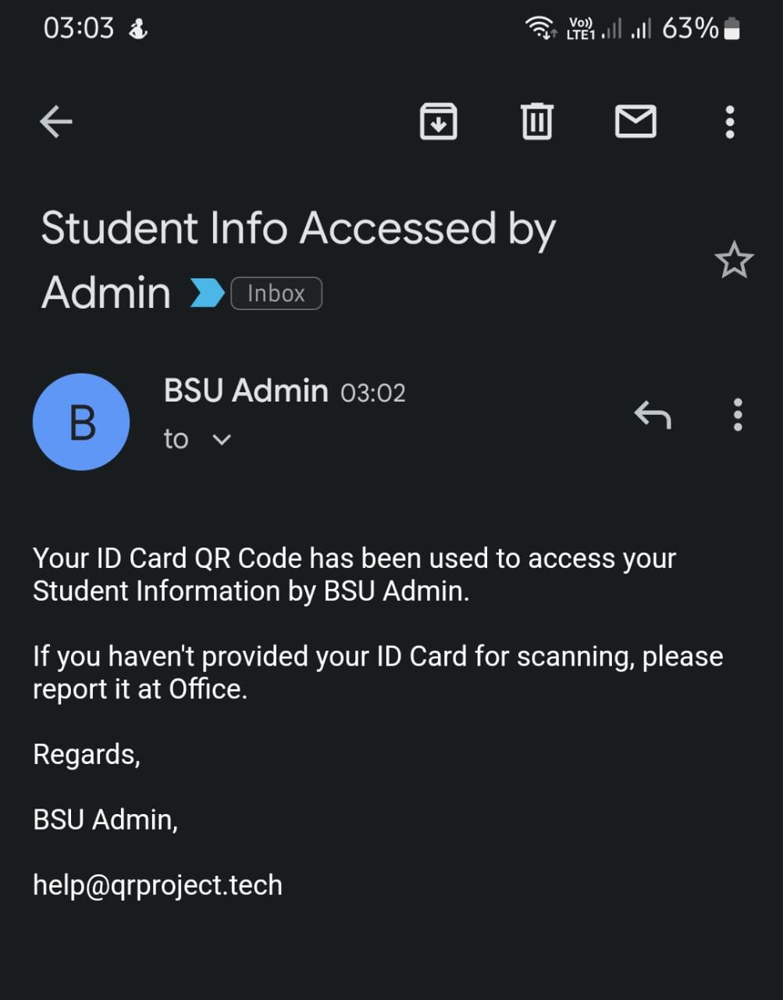 03:03 Vo)) LTE1 63%
Student Info Accessed by
Admin Inbox
B
BSU Admin 03:02
to
Your ID Card QR Code has been used to access your
Student Information by BSU Admin.
If you haven't provided your ID Card for scanning, please
report it at Office.
Regards,
BSU Admin,
help@qrproject.tech